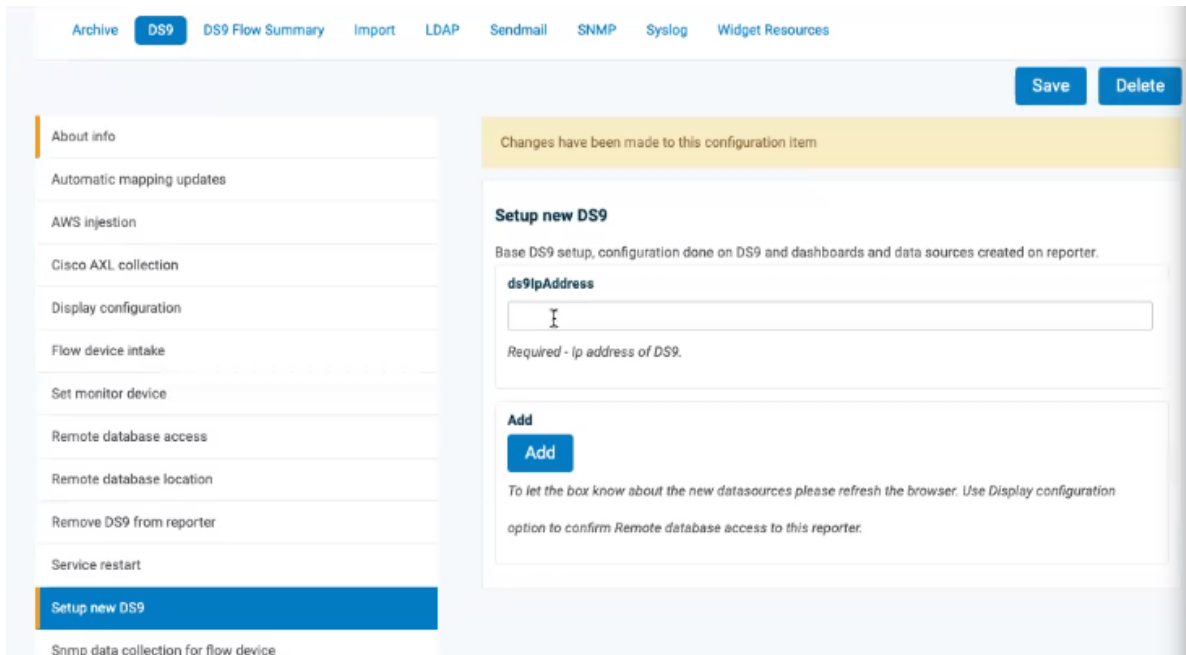 Archive DS9 DS9 Flow Summary Import LDAP Sendmail SNMP Syslog Widget Resources
Save Delete
About info
Automatic mapping updates
AWS injestion
Cisco AXL collection
Display configuration
Flow device intake
Set monitor device
Remote database access
Remote database location
Remove DS9 from reporter
Service restart
Setup new DS9
Snmp data collection for flow device
Changes have been made to this configuration item
Setup new DS9
Base DS9 setup, configuration done on DS9 and dashboards and data sources created on reporter.
ds9IpAddress
Required - Ip address of DS9.
Add
Add
To let the box know about the new datasources please refresh the browser. Use Display configuration
option to confirm Remote database access to this reporter.